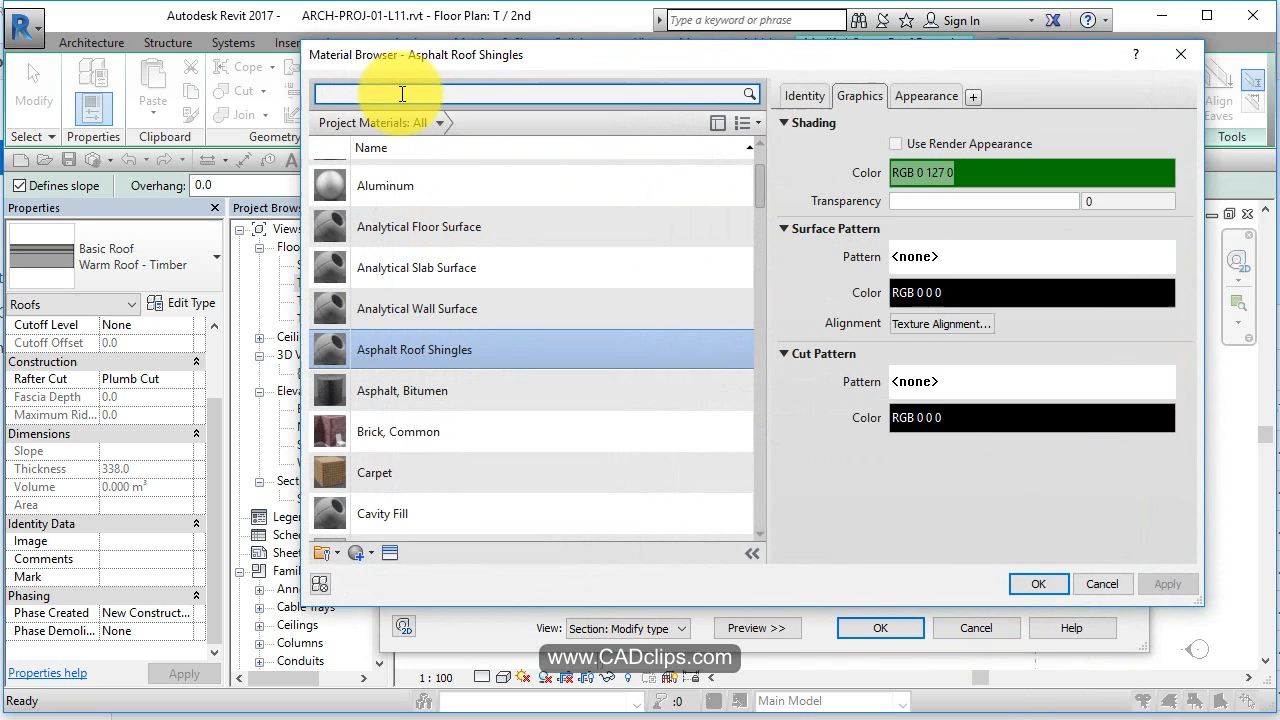 Autodesk Revit 2017 - ARCH-PROJ-01-L11.rvt - Floor Plan: T / 2nd
Type a keyword or phrase
Sign In
Architecture Structure Systems
Material Browser - Asphalt Roof Shingles
Modify
Select
Properties
Paste
Clipboard
Cope
Cut
Join
Geometry
Align
Eaves
Tools
Defines slope
Overhang: 0.0
Properties
Basic Roof
Warm Roof - Timber
Roofs
Edit Type
Cutoff Level None
Cutoff Offset 0.0
Construction
Rafter Cut Plumb Cut
Fascia Depth 0.0
Maximum Rid... 0.0
Dimensions
Slope
Thickness 338.0
Volume 0.000 m³
Area
Identity Data
Image
Comments
Mark
Phasing
Phase Created New Construct...
Phase Demoli... None
Properties help
Apply
Views
Project Materials: All
Name
Aluminum
Analytical Floor Surface
Analytical Slab Surface
Analytical Wall Surface
Asphalt Roof Shingles
Asphalt, Bitumen
Brick, Common
Carpet
Cavity Fill
Identity Graphics Appearance +
Shading
Use Render Appearance
Color RGB 0 127 0
Transparency 0
Surface Pattern
Pattern <none>
Color RGB 0 0 0
Alignment Texture Alignment...
Cut Pattern
Pattern <none>
Color RGB 0 0 0
OK Cancel Apply
Ceilings
Columns
Conduits
View: Section: Modify type
Preview >>
OK Cancel Help
www.CADclips.com
1 : 100
Ready
:0
Main Model